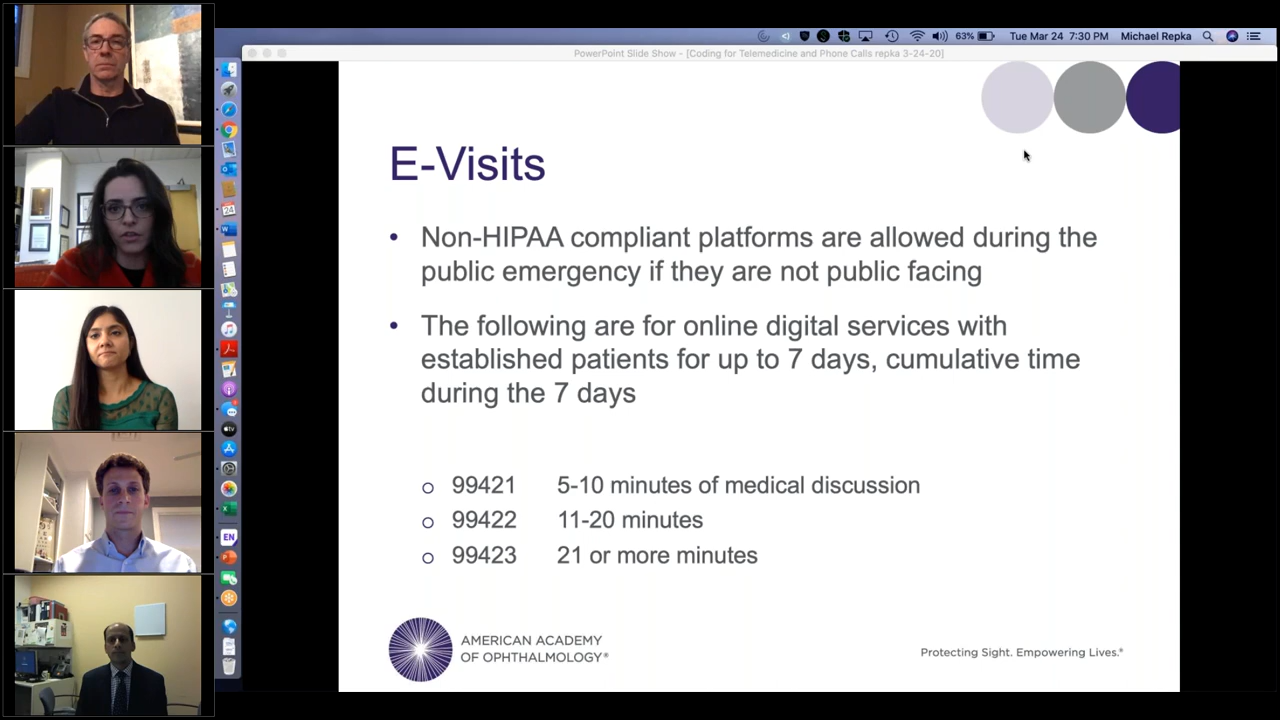 63%
Tue Mar 24 7:30 PM
Michael Repka
PowerPoint Slide Show - [Coding for Telemedicine and Phone Calls repka 3-24-20]
E-Visits
• Non-HIPAA compliant platforms are allowed during the
public emergency if they are not public facing
• The following are for online digital services with
established patients for up to 7 days, cumulative time
during the 7 days
○ 99421 5-10 minutes of medical discussion
○ 99422 11-20 minutes
○ 99423 21 or more minutes
AMERICAN ACADEMY
OF OPHTHALMOLOGY®
Protecting Sight. Empowering Lives.®
24
tv
EN